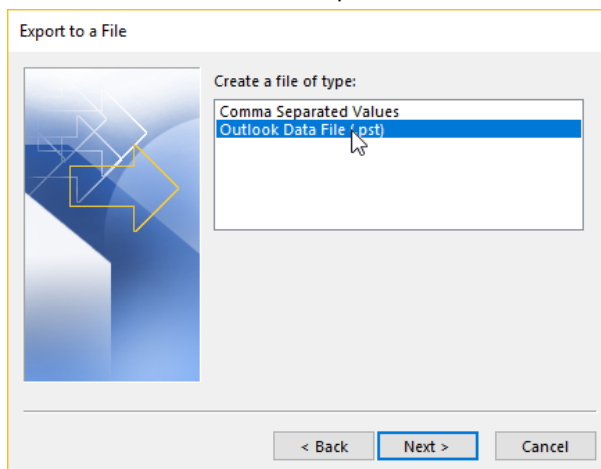 Export to a File
Create a file of type:
Comma Separated Values
Outlook Data File (.pst)
< Back
Next >
Cancel